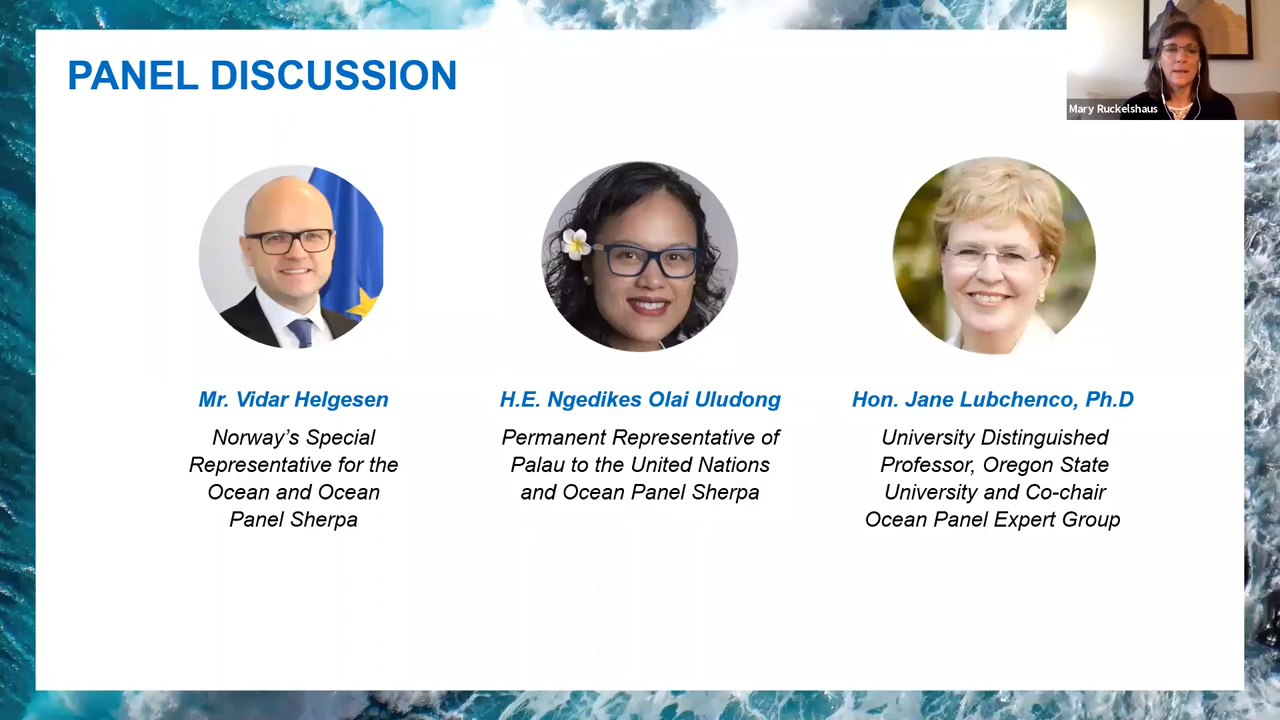 PANEL DISCUSSION
Mary Ruckelshaus
Mr. Vidar Helgesen
Norway’s Special
Representative for the
Ocean and Ocean
Panel Sherpa
H.E. Ngedikes Olai Uludong
Permanent Representative of
Palau to the United Nations
and Ocean Panel Sherpa
Hon. Jane Lubchenco, Ph.D
University Distinguished
Professor, Oregon State
University and Co-chair
Ocean Panel Expert Group